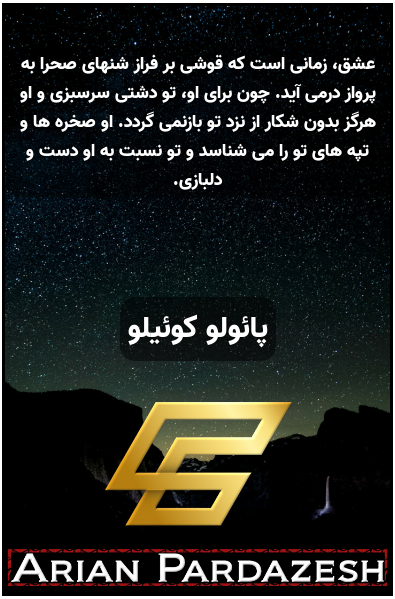 عشق، زمانی است که قوشی بر فراز شنهای صحرا به
پرواز درمی آید. چون برای او، تو دشتی سرسبزی و او
هرگز بدون شکار از نزد تو بازنمی گردد. او صخره ها و
تپه های تو را می شناسد و تو نسبت به او دست و
دلبازی.
پائولو کوئیلو
ARIAN PARDAZESH